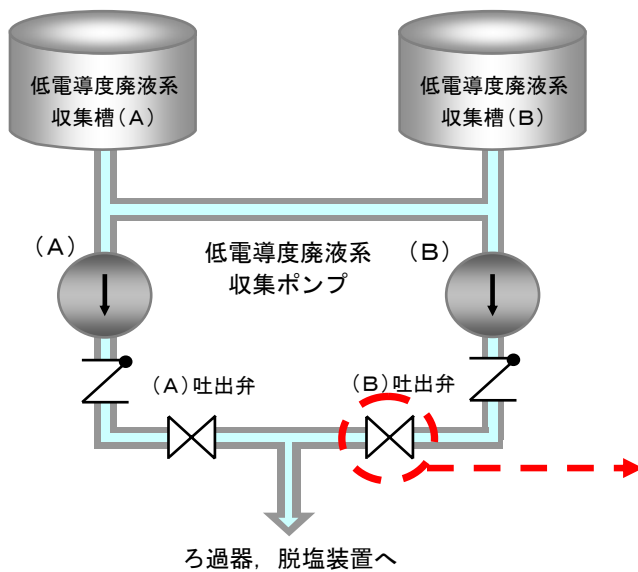 低電導度廃液系
収集槽(A)
低電導度廃液系
収集槽(B)
(A)
低電導度廃液系
収集ポンプ
(B)
(A)吐出弁
(B)吐出弁
ろ過器，脱塩装置へ